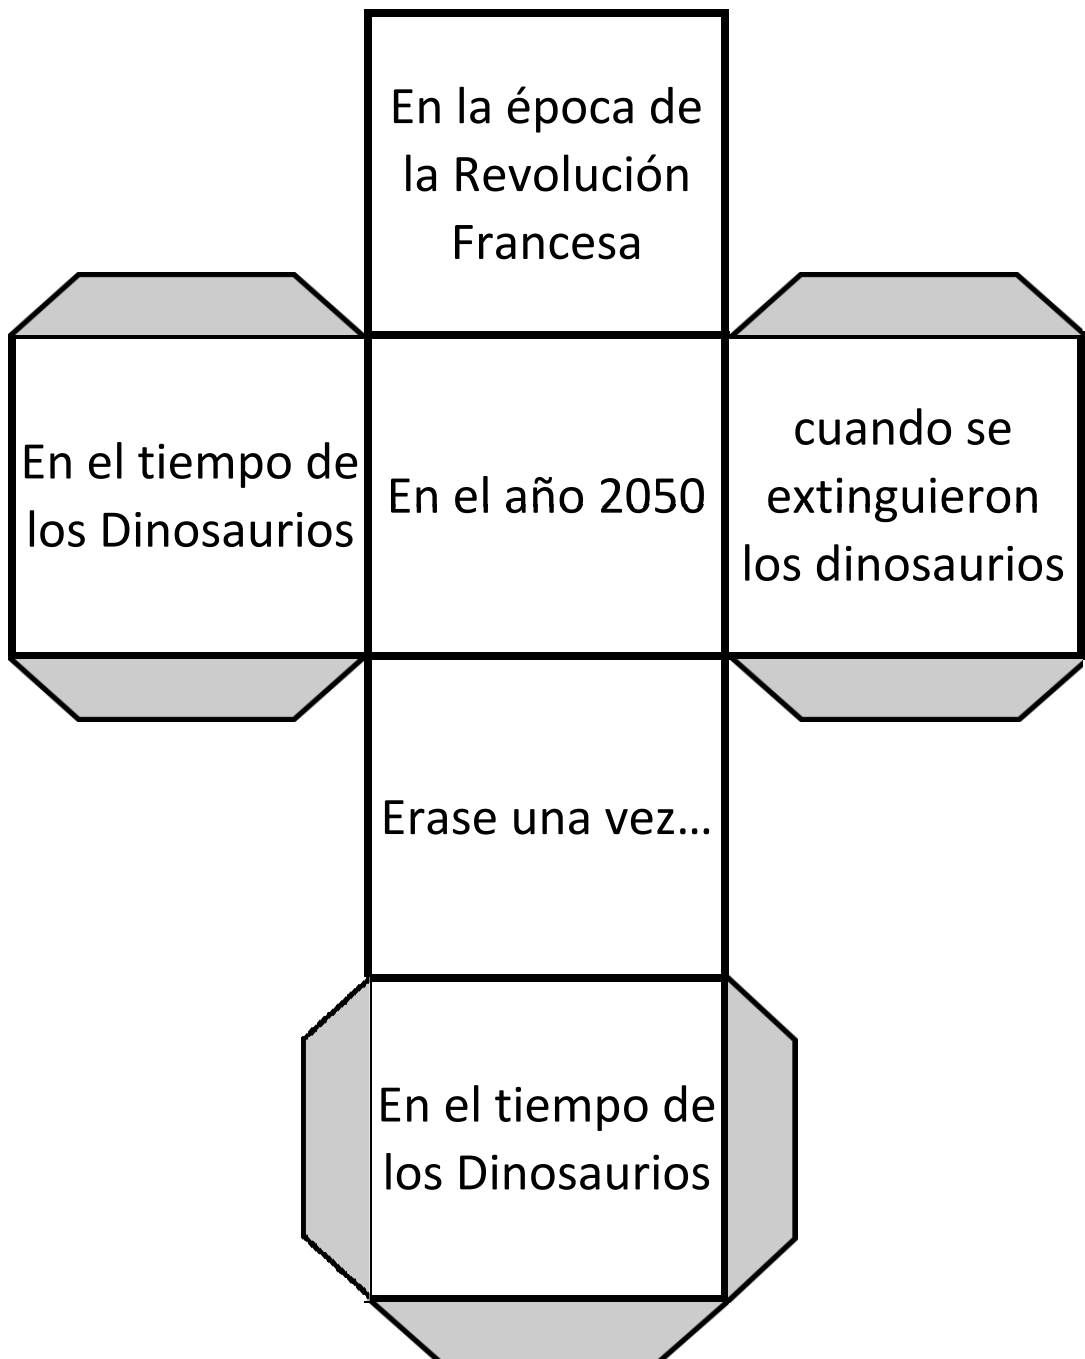 En la época de
la Revolución
Francesa
En el tiempo de
los Dinosaurios
En el año 2050
cuando se
extinguieron
los dinosaurios
Erase una vez...
En el tiempo de
los Dinosaurios